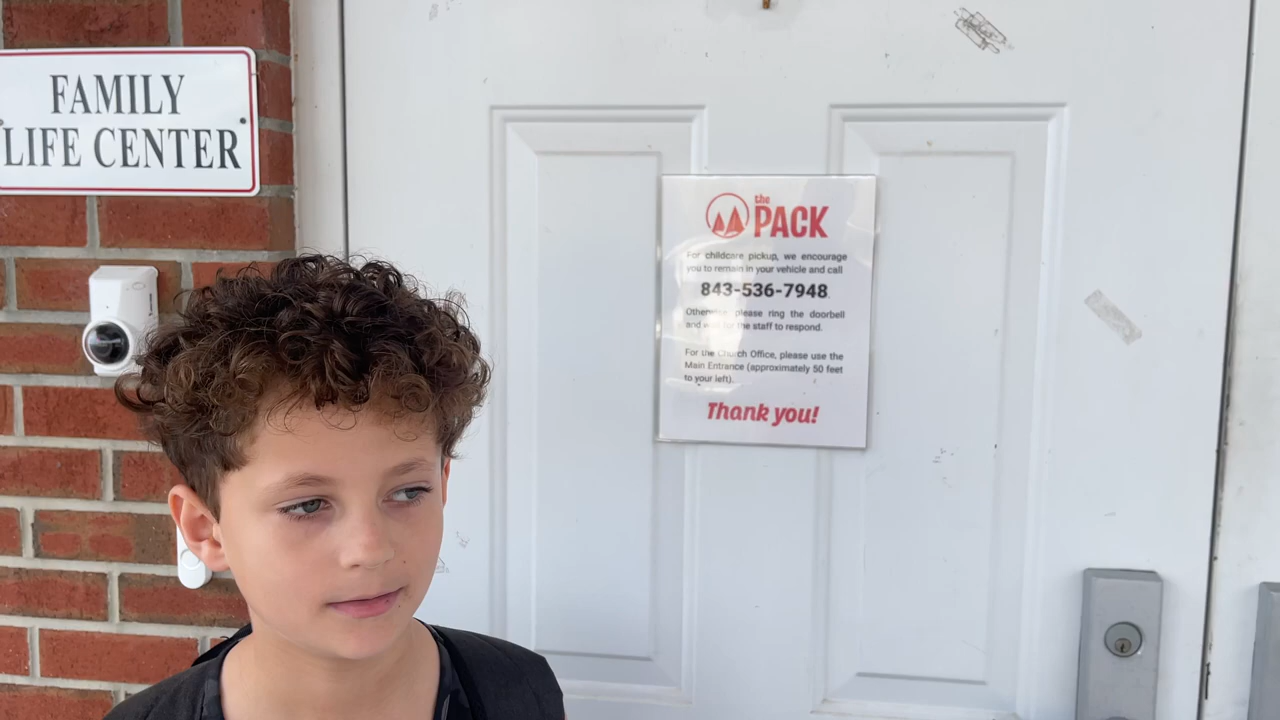 FAMILY
LIFE CENTER
the
PACK
For childcare pickup, we encourage
you to remain in your vehicle and call
843-536-7948
Otherwise, please ring the doorbell
and wait for the staff to respond.
For the Church Office, please use the
Main Entrance (approximately 50 feet
to your left).
Thank you!